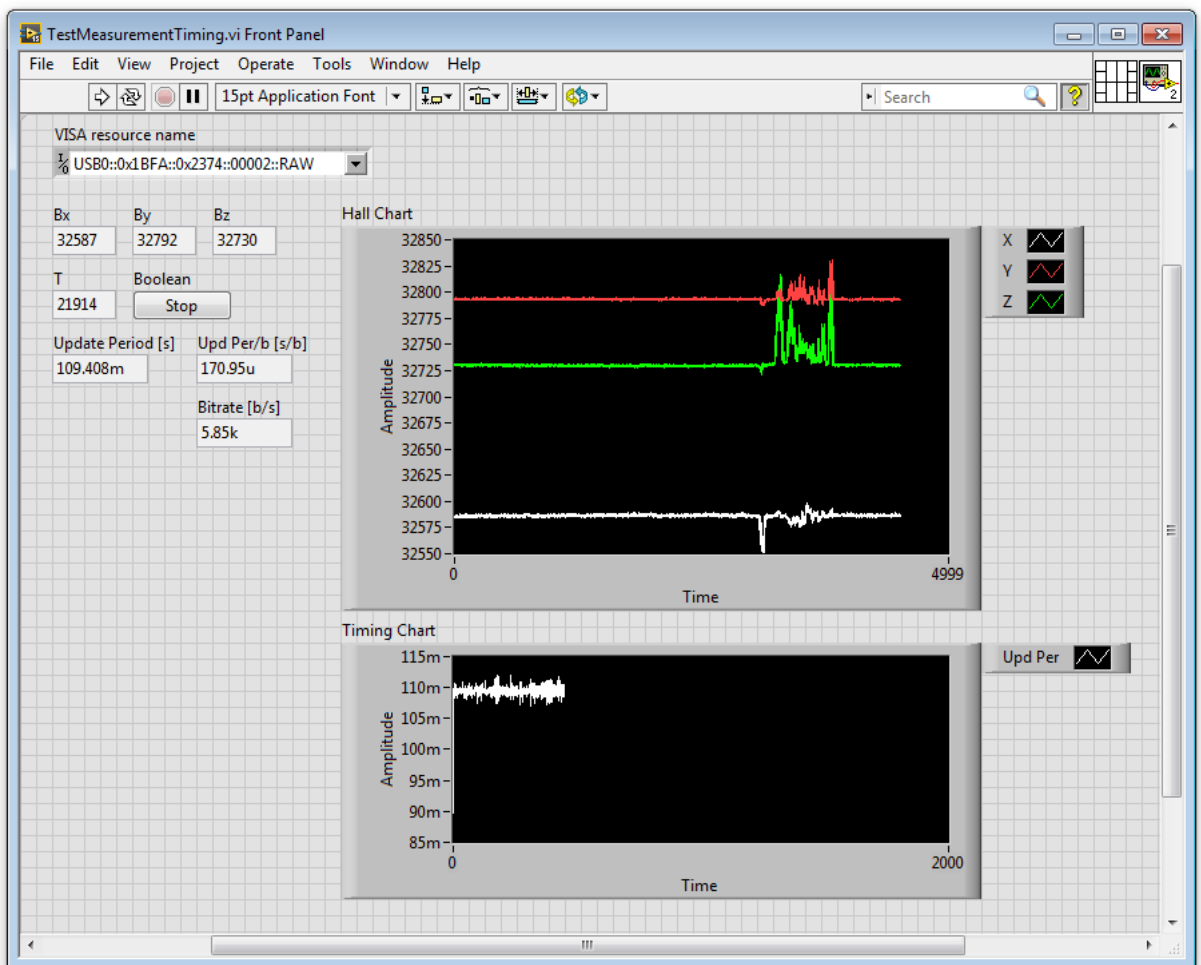 TestMeasurementTiming.vi Front Panel
File Edit View Project Operate Tools Window Help
15pt Application Font
Search
2
VISA resource name
I/O USB0::0x1BFA::0x2374::00002::RAW
Bx By Bz
32587 32792 32730
T Boolean
21914 Stop
Update Period [s] Upd Per/b [s/b]
109.408m 170.95u
Bitrate [b/s]
5.85k
Hall Chart
32850
32825
32800
32775
32750
32725
32700
32675
32650
32625
32600
32575
32550
Amplitude
0 4999
Time
X
Y
Z
Timing Chart
115m
110m
105m
100m
95m
90m
85m
Amplitude
0 2000
Time
Upd Per